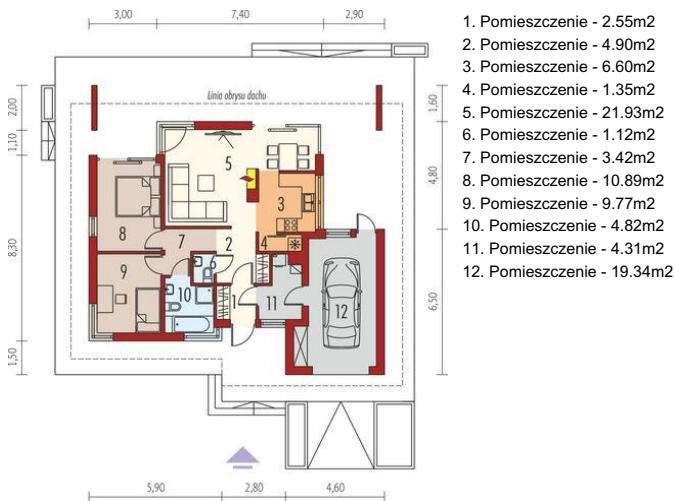 3,00 7,40 2,90
Linia obrysu dachu
2,00
1,10
8,30
1,50
1,60
4,80
6,50
5
3
8
7
2
4
6
9
10
1
11
12
5,90 2,80 4,60
1. Pomieszczenie - 2.55m2
2. Pomieszczenie - 4.90m2
3. Pomieszczenie - 6.60m2
4. Pomieszczenie - 1.35m2
5. Pomieszczenie - 21.93m2
6. Pomieszczenie - 1.12m2
7. Pomieszczenie - 3.42m2
8. Pomieszczenie - 10.89m2
9. Pomieszczenie - 9.77m2
10. Pomieszczenie - 4.82m2
11. Pomieszczenie - 4.31m2
12. Pomieszczenie - 19.34m2